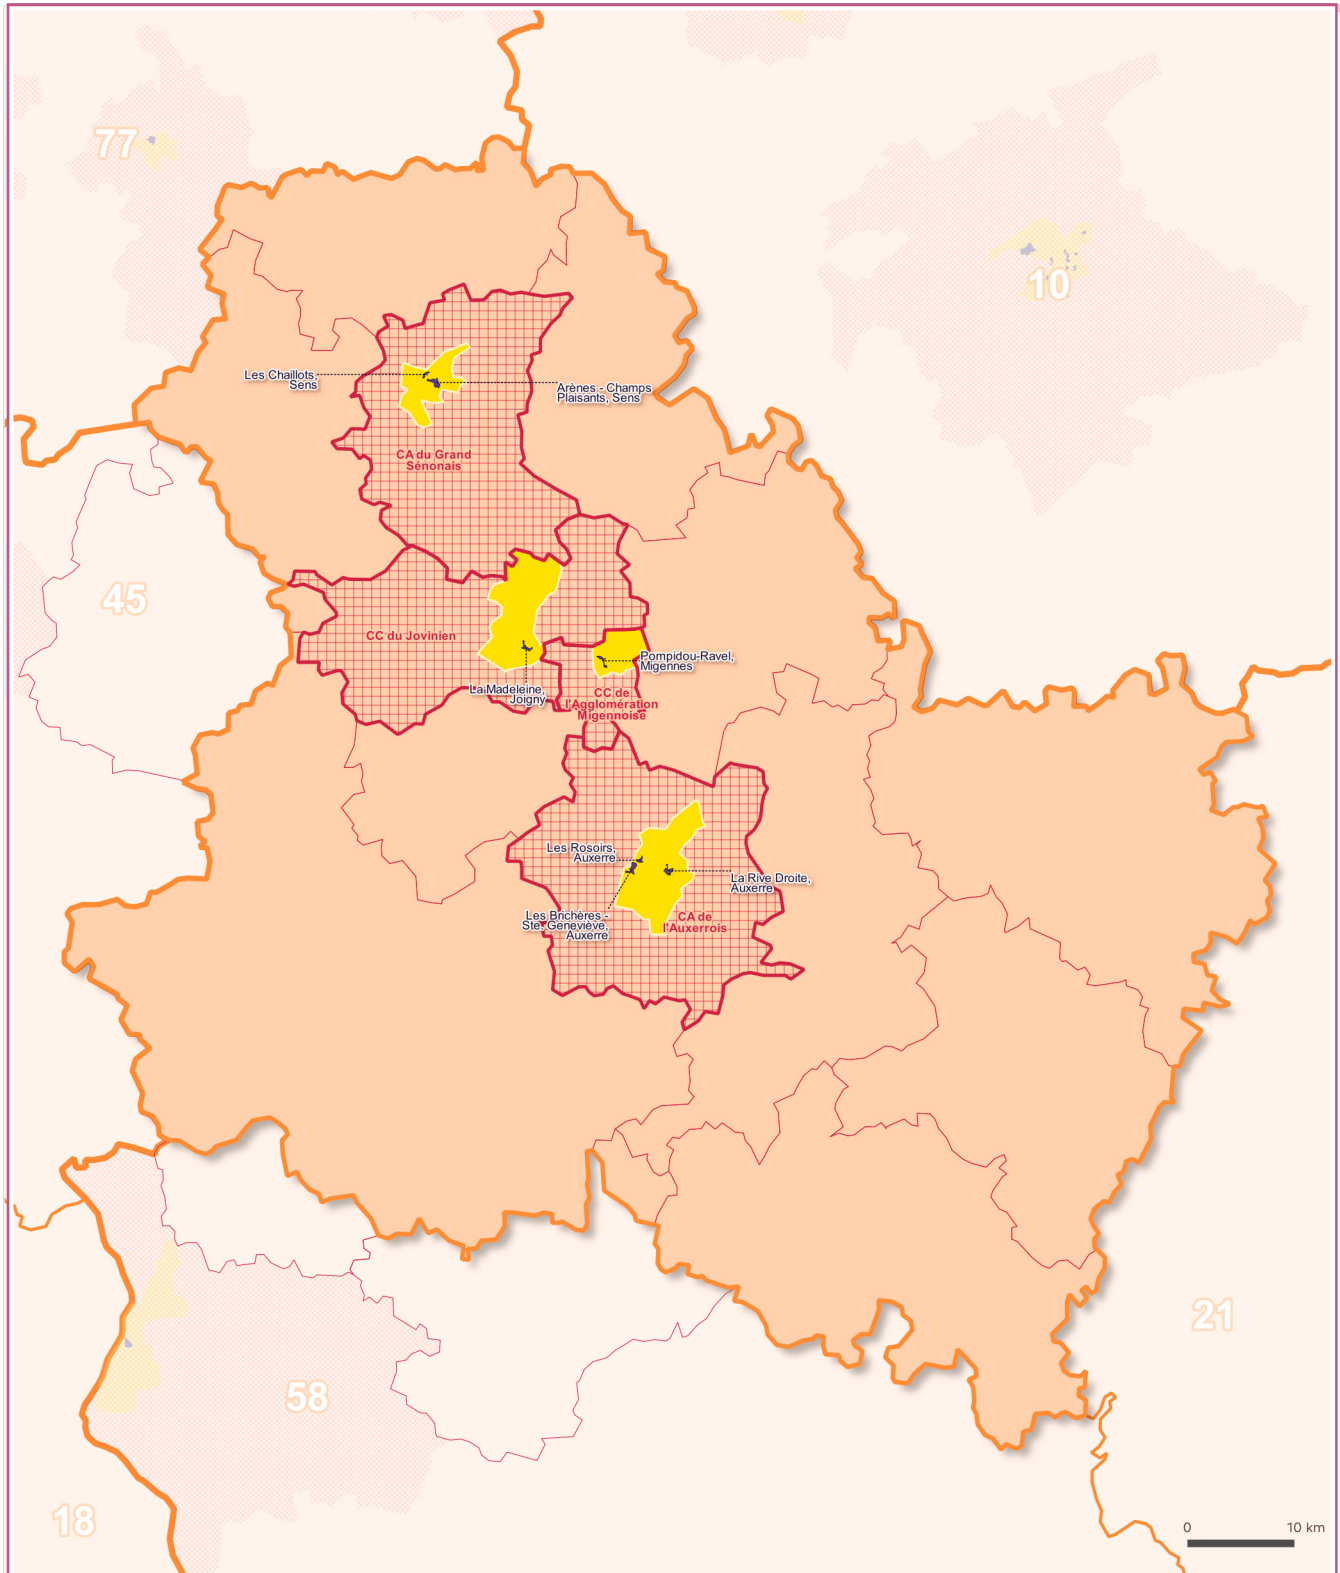 77
10
Les Chaillots,
Sens
Arènes - Champs
Plaisants, Sens
CA du Grand
Sénonais
45
CC du Jovinien
Pompidou-Ravel,
Migennes
La Madeleine,
Joigny
CC de
l'Agglomération
Migennoise
Les Rosoirs,
Auxerre
La Rive Droite,
Auxerre
Les Brichères -
Ste. Geneviève,
Auxerre
CA de
l'Auxerrois
21
58
18
0 10 km